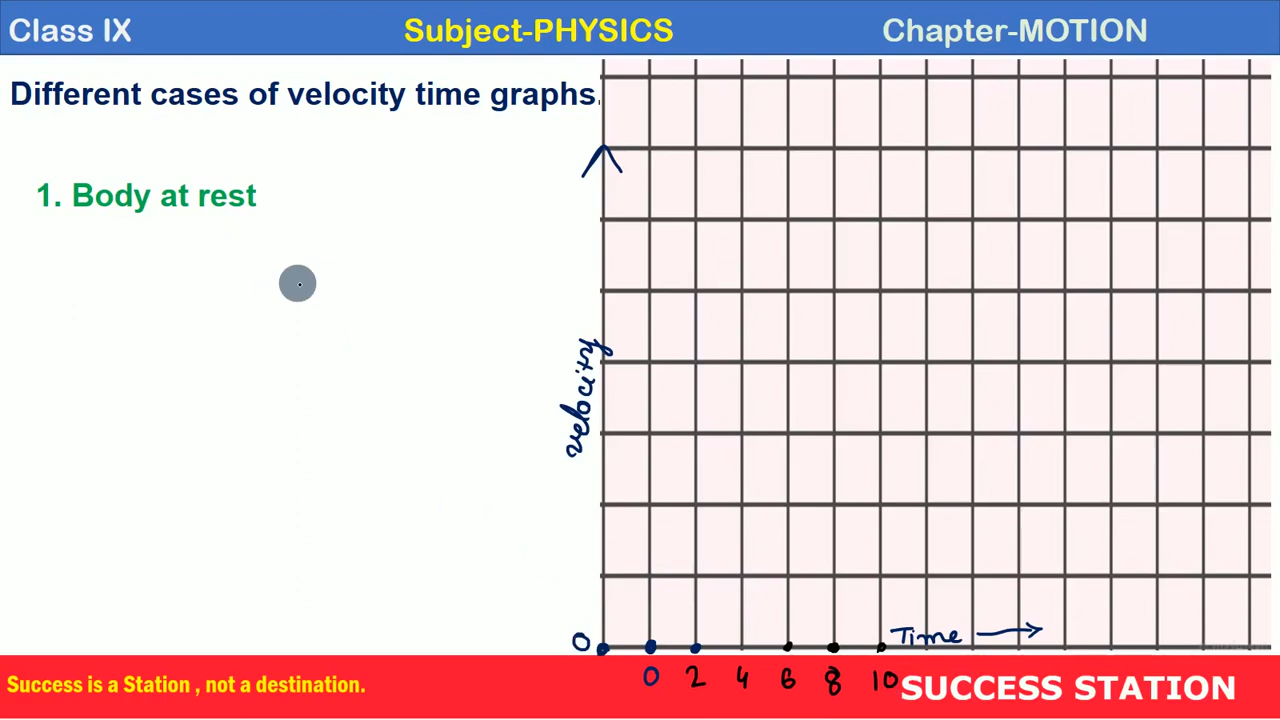 Class IX Subject-PHYSICS Chapter-MOTION
Different cases of velocity time graphs.
1. Body at rest
velocity
0 Time
0 2 4 6 8 10
Success is a Station , not a destination. SUCCESS STATION